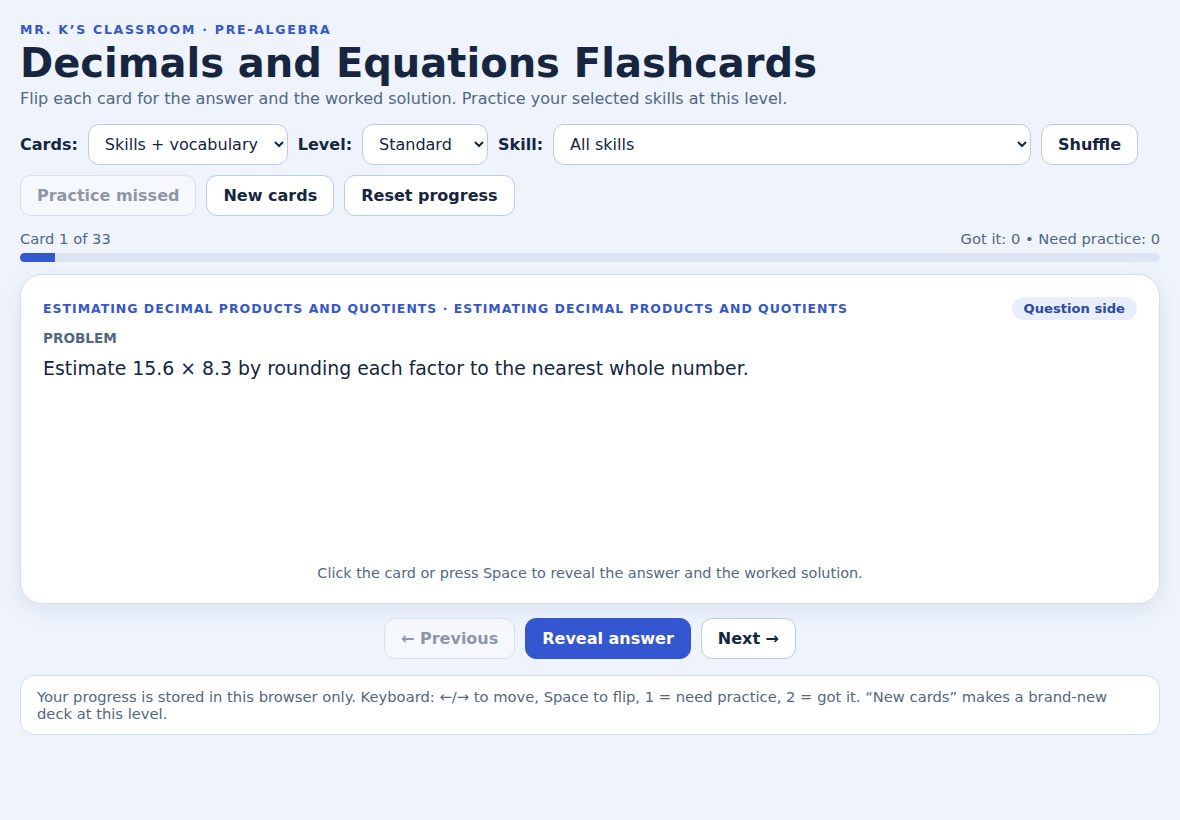 MR. K’S CLASSROOM · PRE-ALGEBRA
Decimals and Equations Flashcards
Flip each card for the answer and the worked solution. Practice your selected skills at this level.
Cards: Skills + vocabulary Level: Standard Skill: All skills Shuffle
Practice missed New cards Reset progress
Card 1 of 33 Got it: 0 • Need practice: 0
ESTIMATING DECIMAL PRODUCTS AND QUOTIENTS · ESTIMATING DECIMAL PRODUCTS AND QUOTIENTS Question side
PROBLEM
Estimate 15.6 × 8.3 by rounding each factor to the nearest whole number.
Click the card or press Space to reveal the answer and the worked solution.
← Previous Reveal answer Next →
Your progress is stored in this browser only. Keyboard: ←/→ to move, Space to flip, 1 = need practice, 2 = got it. “New cards” makes a brand-new
deck at this level.